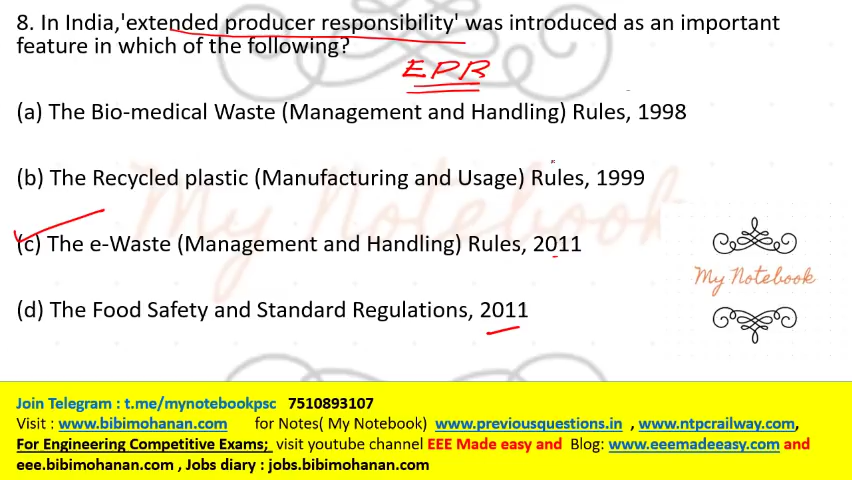 8. In India,'extended producer responsibility' was introduced as an important
feature in which of the following?
EPR
(a) The Bio-medical Waste (Management and Handling) Rules, 1998
(b) The Recycled plastic (Manufacturing and Usage) Rules, 1999
(c) The e-Waste (Management and Handling) Rules, 2011
(d) The Food Safety and Standard Regulations, 2011
My Notebook
My Notebook
Join Telegram : t.me/mynotebookpsc 7510893107
Visit : www.bibimohanan.com for Notes( My Notebook) www.previousquestions.in , www.ntpcrailway.com,
For Engineering Competitive Exams; visit youtube channel EEE Made easy and Blog: www.eeemadeeasy.com and
eee.bibimohanan.com , Jobs diary : jobs.bibimohanan.com